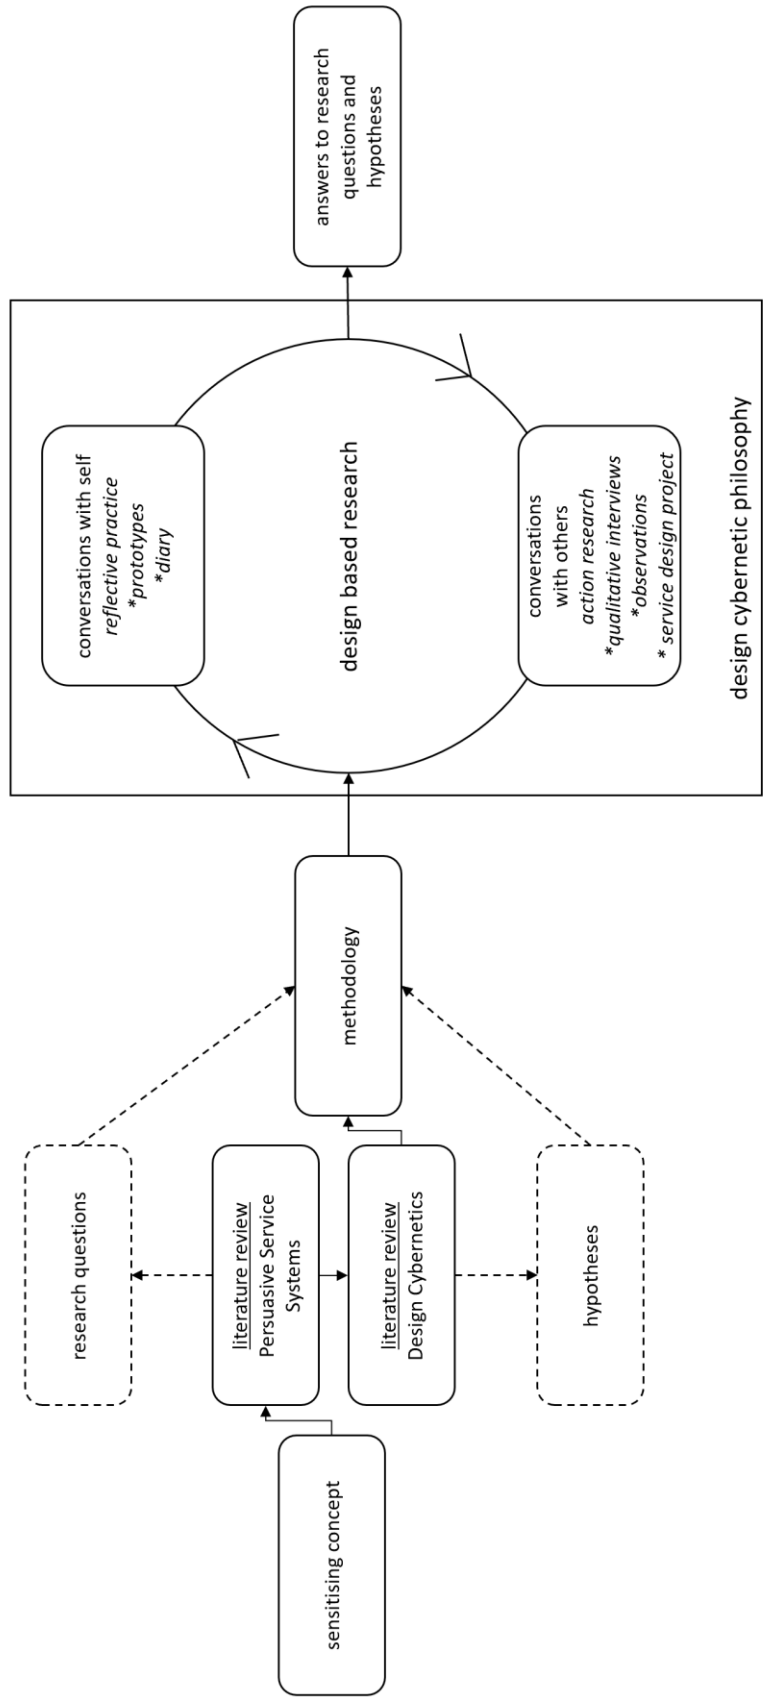 sensitising concept
research questions
literature review
Persuasive Service
Systems
literature review
Design Cybernetics
hypotheses
methodology
conversations with self
reflective practice
*prototypes
*diary
design based research
conversations
with others
action research
*qualitative interviews
*observations
* service design project
design cybernetic philosophy
answers to research
questions and
hypotheses